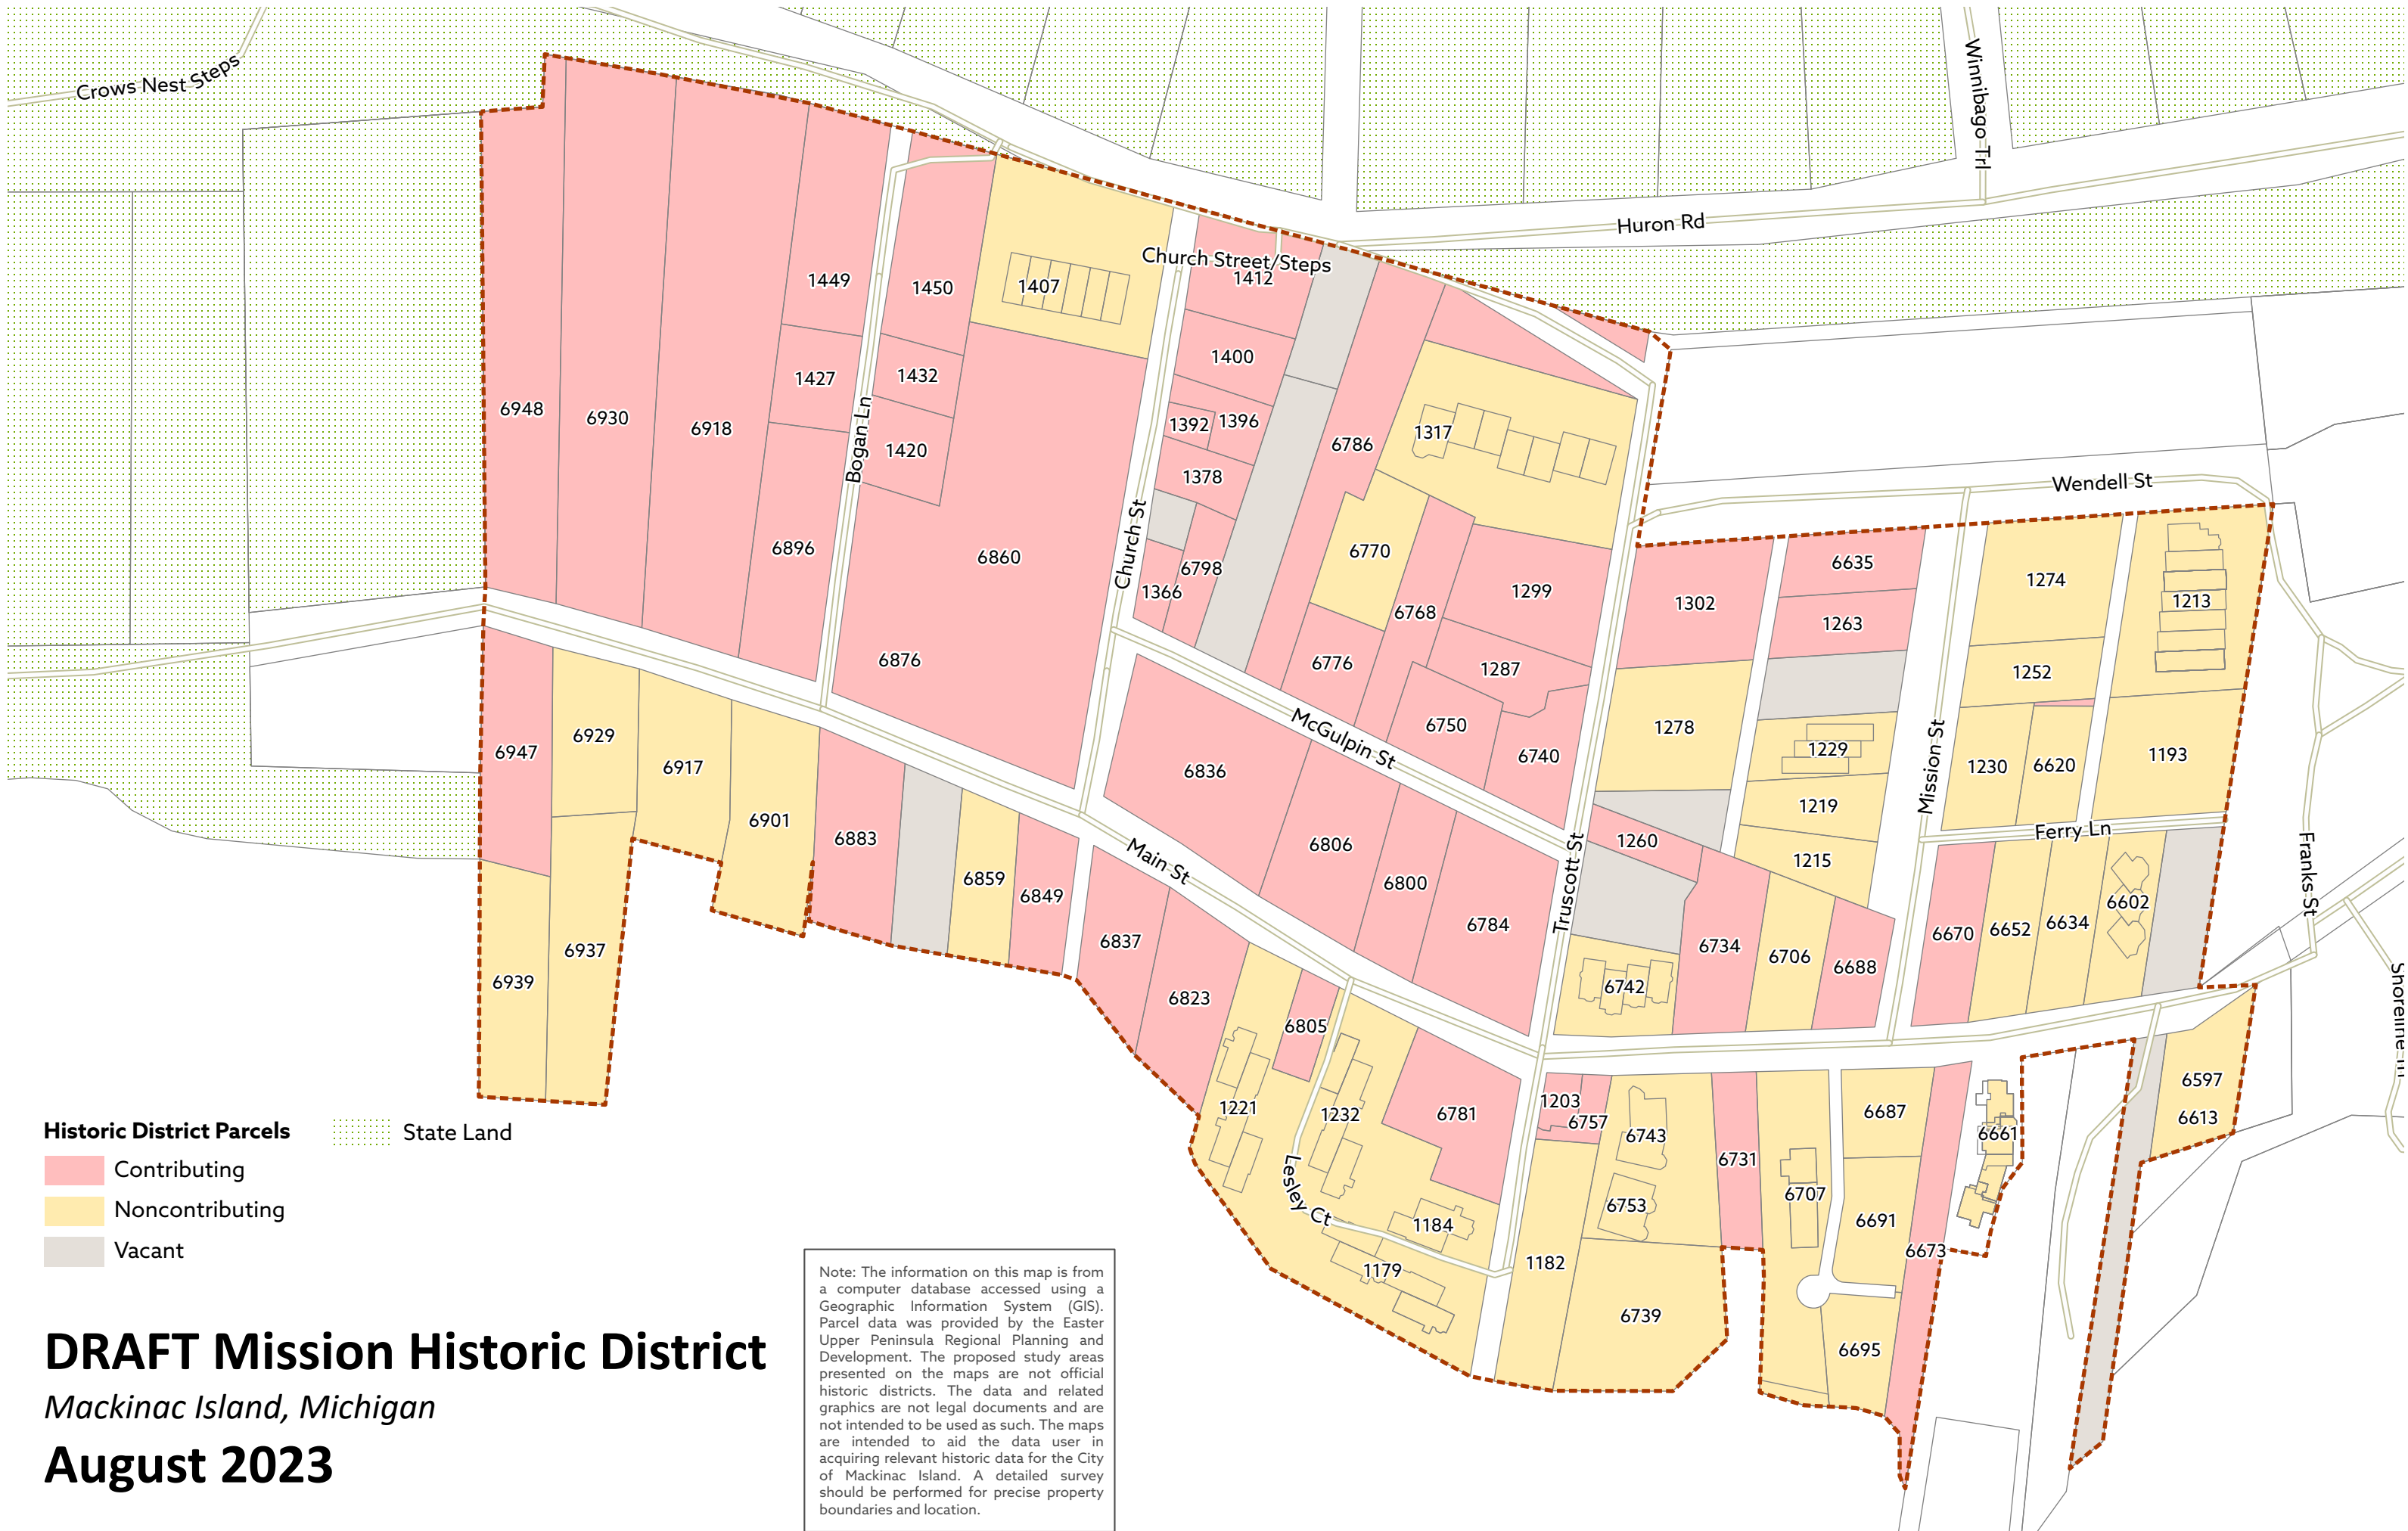 Crows Nest Steps
Winnibago Trl
Huron Rd
Church Street/Steps
1412
1449
1450
1407
1400
1427
1432
6948
6930
6918
1392
1396
1420
1378
6786
1317
Bogan Ln
Wendell St
6896
6860
Church St
6798
1366
6770
6768
1299
1302
6635
1263
1274
1213
6876
6776
1287
1252
6947
6929
6917
6901
6883
6836
McGulpin St
6750
6740
1278
1229
Mission St
1230
6620
1193
1219
Ferry Ln
6859
6849
Main St
6806
6800
6784
Truscott St
1260
1215
Franks St
6939
6937
6837
6823
6805
6742
6734
6706
6688
6670
6652
6634
6602
1221
1232
6781
1203
6757
6743
6731
6687
6661
6597
6613
Lesley Ct
1184
1179
1182
6753
6739
6707
6691
6673
6695
Historic District Parcels
State Land
Contributing
Noncontributing
Vacant
DRAFT Mission Historic District
Mackinac Island, Michigan
August 2023
Note: The information on this map is from
a computer database accessed using a
Geographic Information System (GIS).
Parcel data was provided by the Easter
Upper Peninsula Regional Planning and
Development. The proposed study areas
presented on the maps are not official
historic districts. The data and related
graphics are not legal documents and are
not intended to be used as such. The maps
are intended to aid the data user in
acquiring relevant historic data for the City
of Mackinac Island. A detailed survey
should be performed for precise property
boundaries and location.